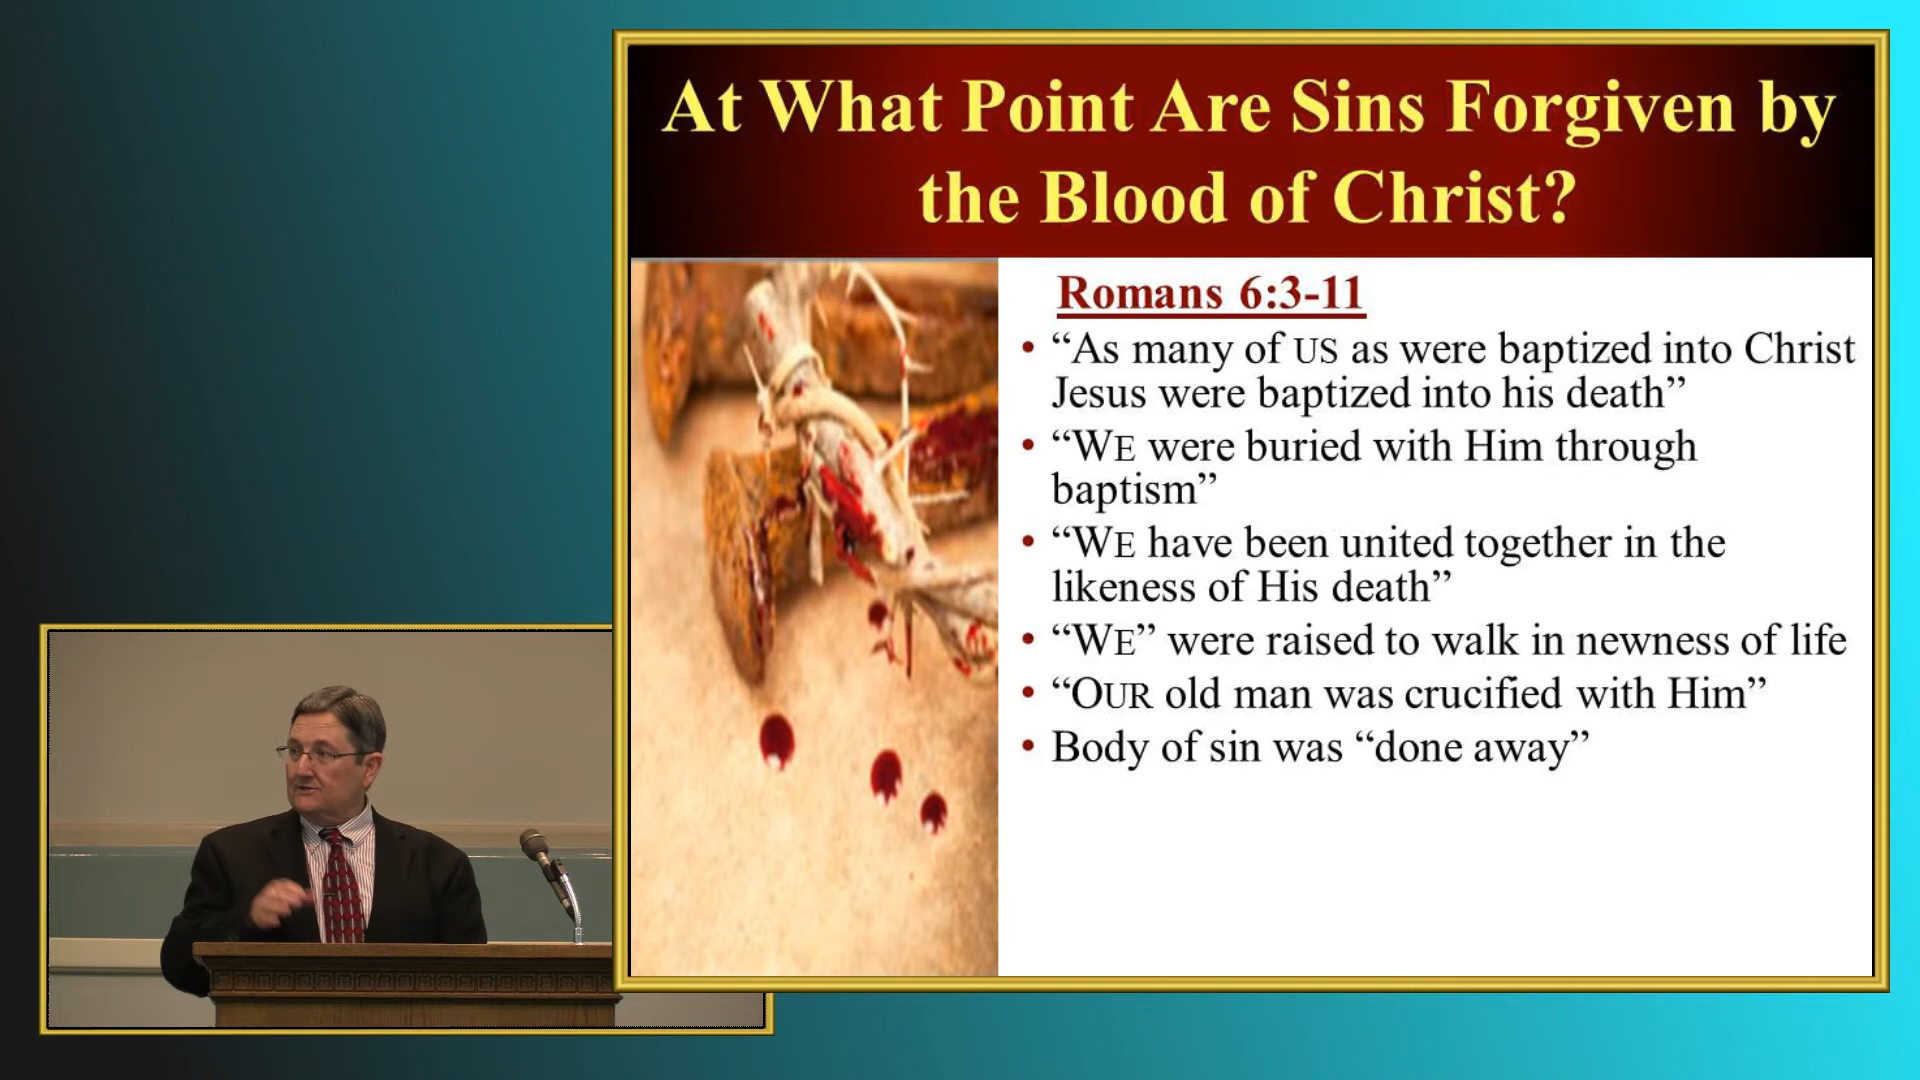 At What Point Are Sins Forgiven by
the Blood of Christ?
Romans 6:3-11
• “As many of US as were baptized into Christ
Jesus were baptized into his death”
• “WE were buried with Him through
baptism”
• “WE have been united together in the
likeness of His death”
• “WE” were raised to walk in newness of life
• “OUR old man was crucified with Him”
• Body of sin was “done away”